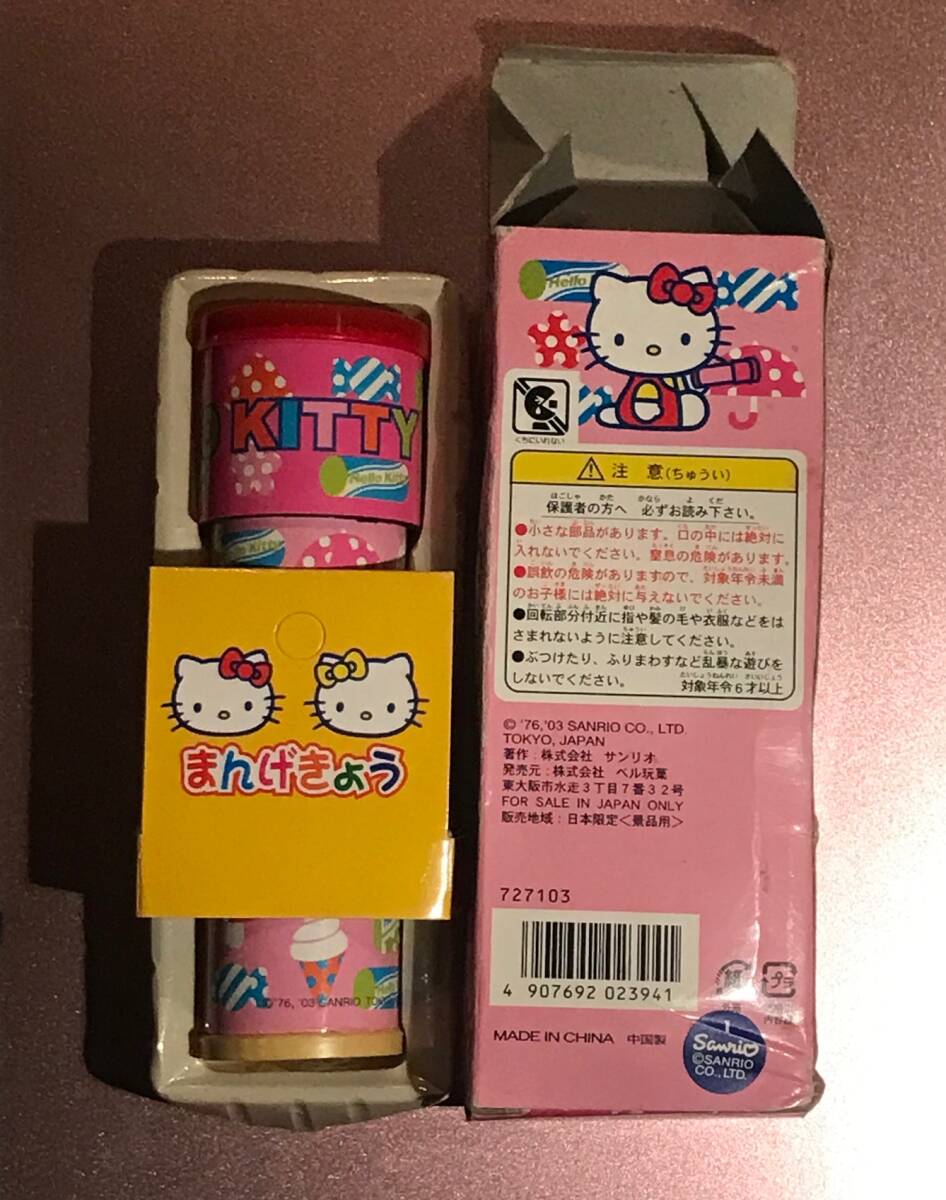 KITTY
Hello Kitty
Hello Kitty
まんげきょう
Hello
'76, '03 SANRIO TOKYO
Hello
くちにいれない
注 意(ちゅうい)
保護者の方へ 必ずお読み下さい。
●小さな部品があります。口の中には絶対に
入れないでください。窒息の危険があります。
●誤飲の危険がありますので、対象年令未満
のお子様には絶対に与えないでください。
●回転部分付近に指や髪の毛や衣服などをは
さまれないように注意してください。
●ぶつけたり、ふりまわすなど乱暴な遊びを
しないでください。
対象年令6才以上
© '76,'03 SANRIO CO., LTD.
TOKYO, JAPAN
著作:株式会社 サンリオ
発売元:株式会社 ベル玩菓
東大阪市水走3丁目7番32号
FOR SALE IN JAPAN ONLY
販売地域:日本限定<景品用>
727103
4 907692 023941
プラ
MADE IN CHINA 中国製
1
Sanrio
©SANRIO
CO., LTD.